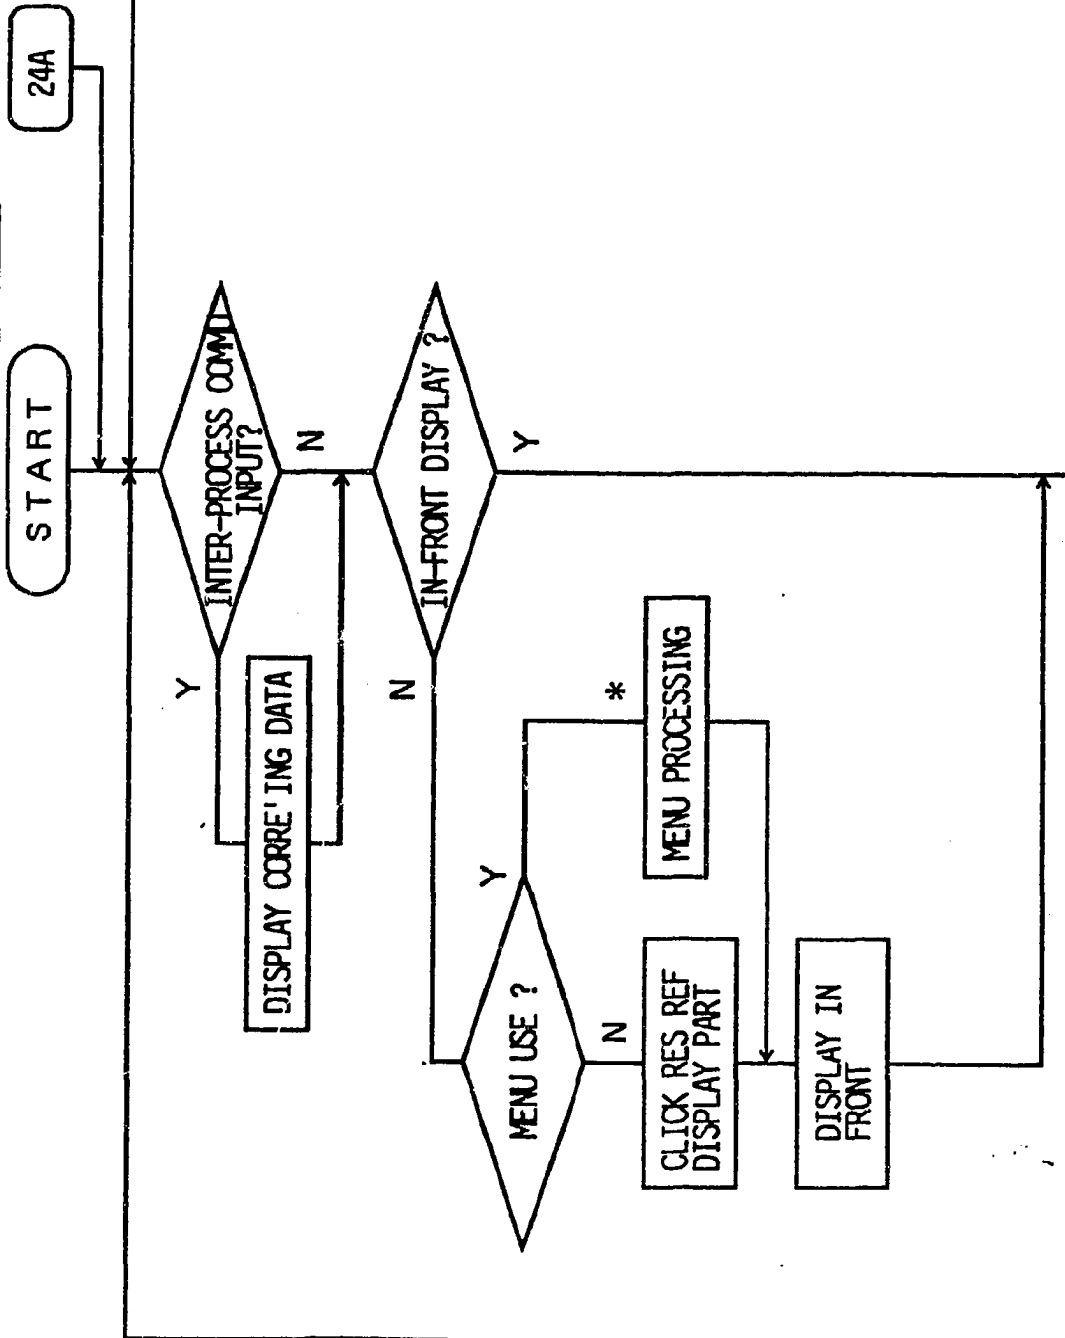 START
24A
INTER-PROCESS COMMD
INPUT?
Y
N
DISPLAY CORRE'ING DATA
IN-FRONT DISPLAY ?
N
Y
MENU USE ?
Y
N
*
CLICK RES REF
DISPLAY PART
MENU PROCESSING
DISPLAY IN
FRONT